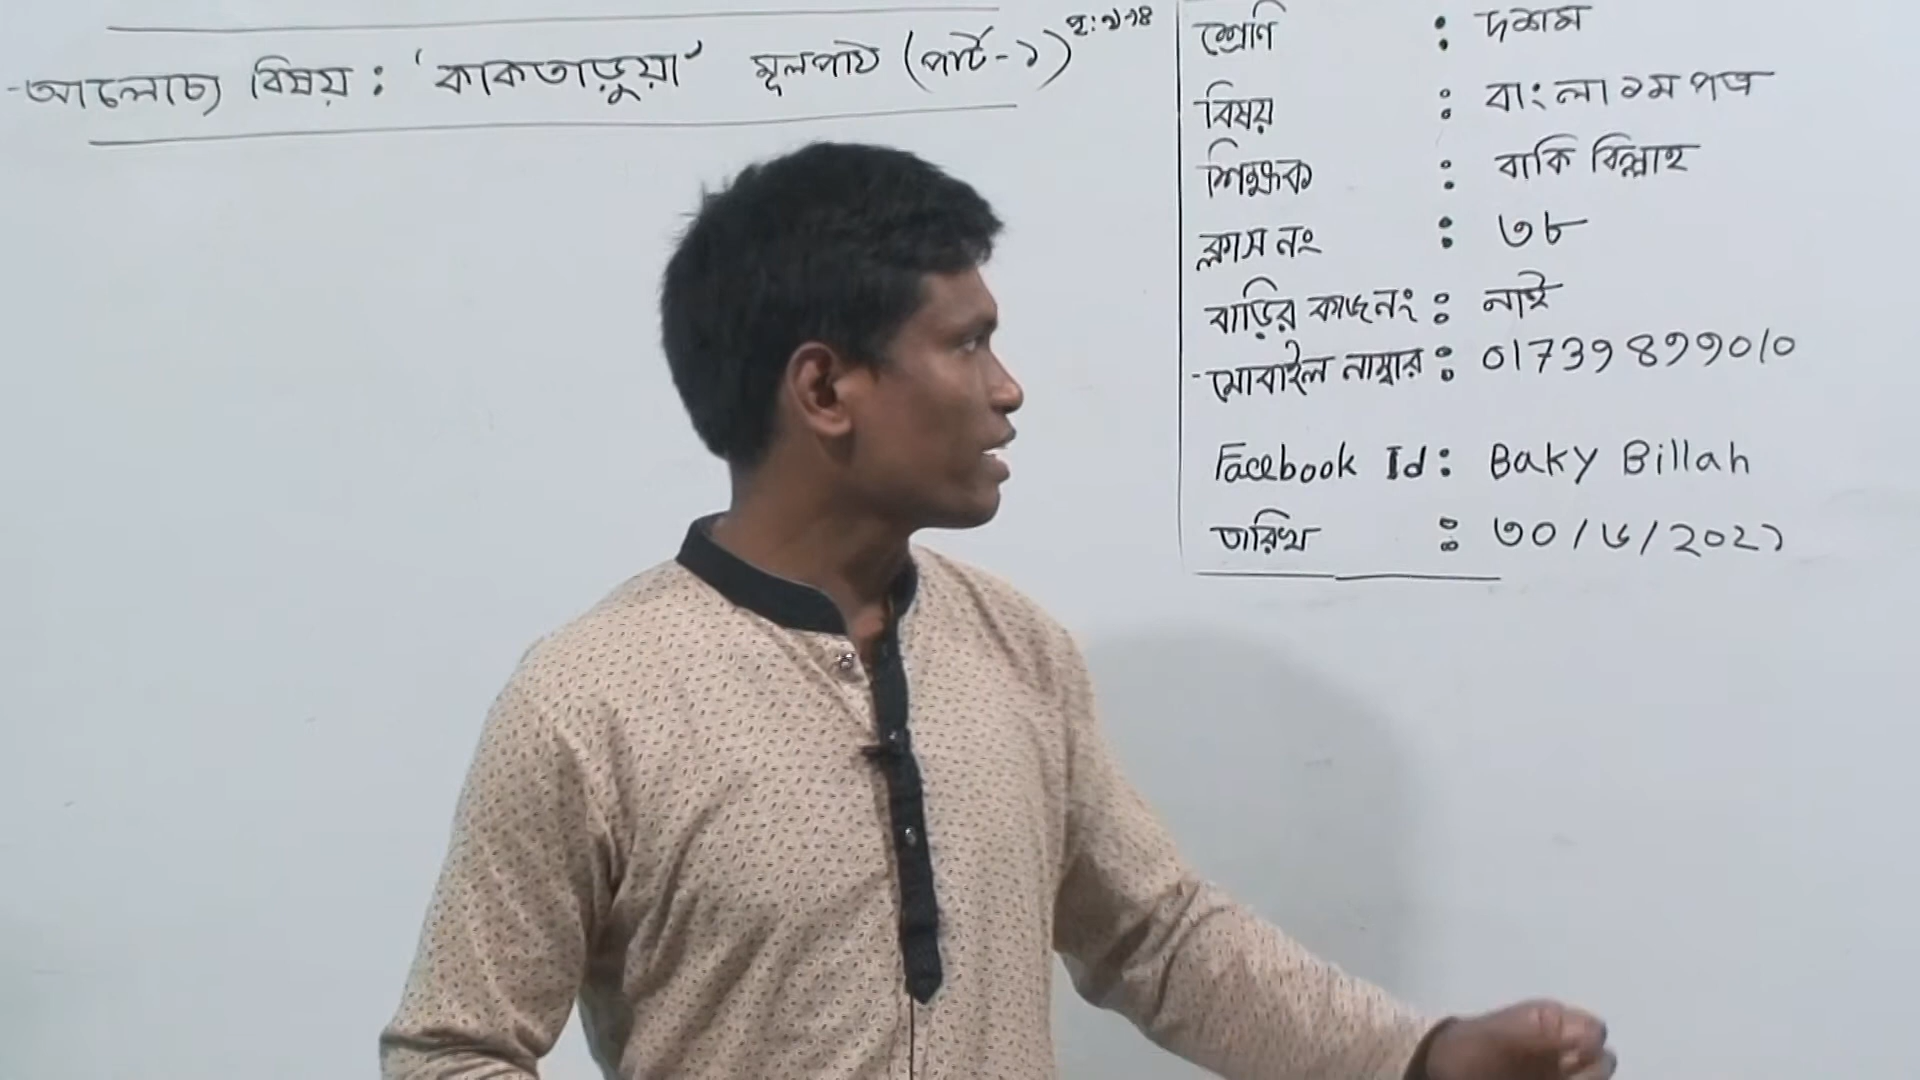 আলোচ্য বিষয় : 'কাকতাড়ুয়া' মূলপাঠ (পার্ট-১)
শ্রেণি : দশম
বিষয় : বাংলা ১ম পত্র
শিক্ষক : বাকি বিল্লাহ
ক্লাস নং : ৩৮
বাড়ির কাজ নং : নাই
মোবাইল নাম্বার : 01739899010
Facebook Id : Baky Billah
তারিখ : ৩০/৬/২০২১